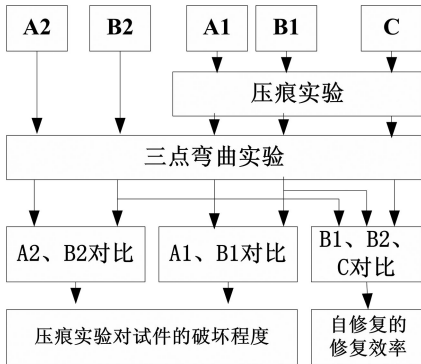 A2 B2 A1 B1 C
压痕实验
三点弯曲实验
A2、B2对比
A1、B1对比
B1、B2、
C对比
压痕实验对试件的破坏程度
自修复的
修复效率